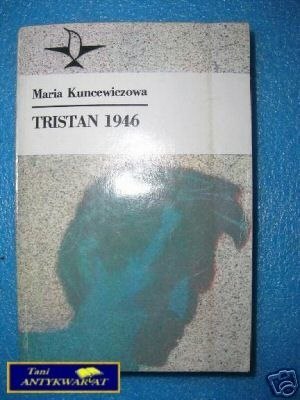 Maria Kuncewiczowa
TRISTAN 1946
Tani
ANTYKWARIAT